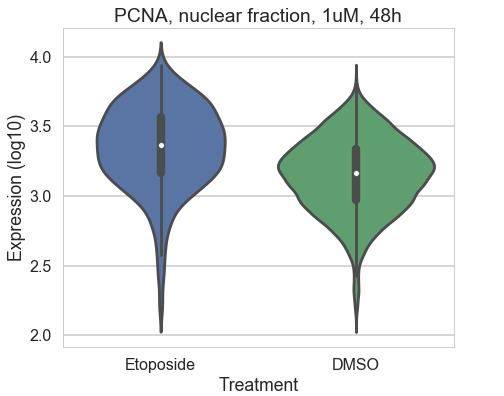 PCNA, nuclear fraction, 1uM, 48h
4.0
3.5
3.0
2.5
2.0
Expression (log10)
Etoposide DMSO
Treatment